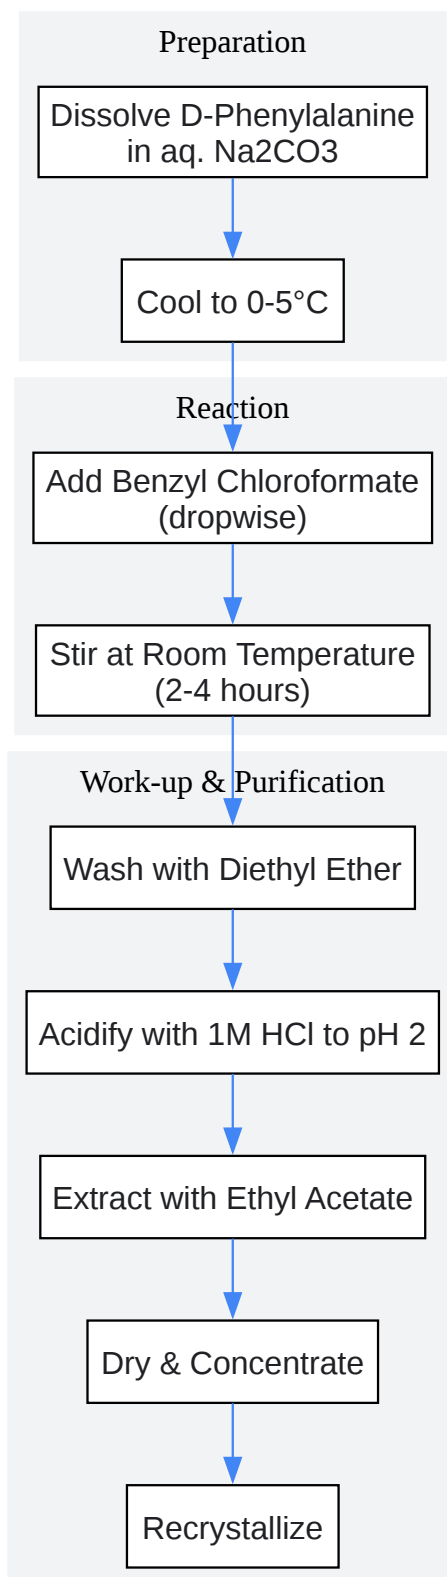 Preparation
Dissolve D-Phenylalanine
in aq. Na2CO3
Cool to 0-5°C
Reaction
Add Benzyl Chloroformate
(dropwise)
Stir at Room Temperature
(2-4 hours)
Work-up & Purification
Wash with Diethyl Ether
Acidify with 1M HCl to pH 2
Extract with Ethyl Acetate
Dry & Concentrate
Recrystallize